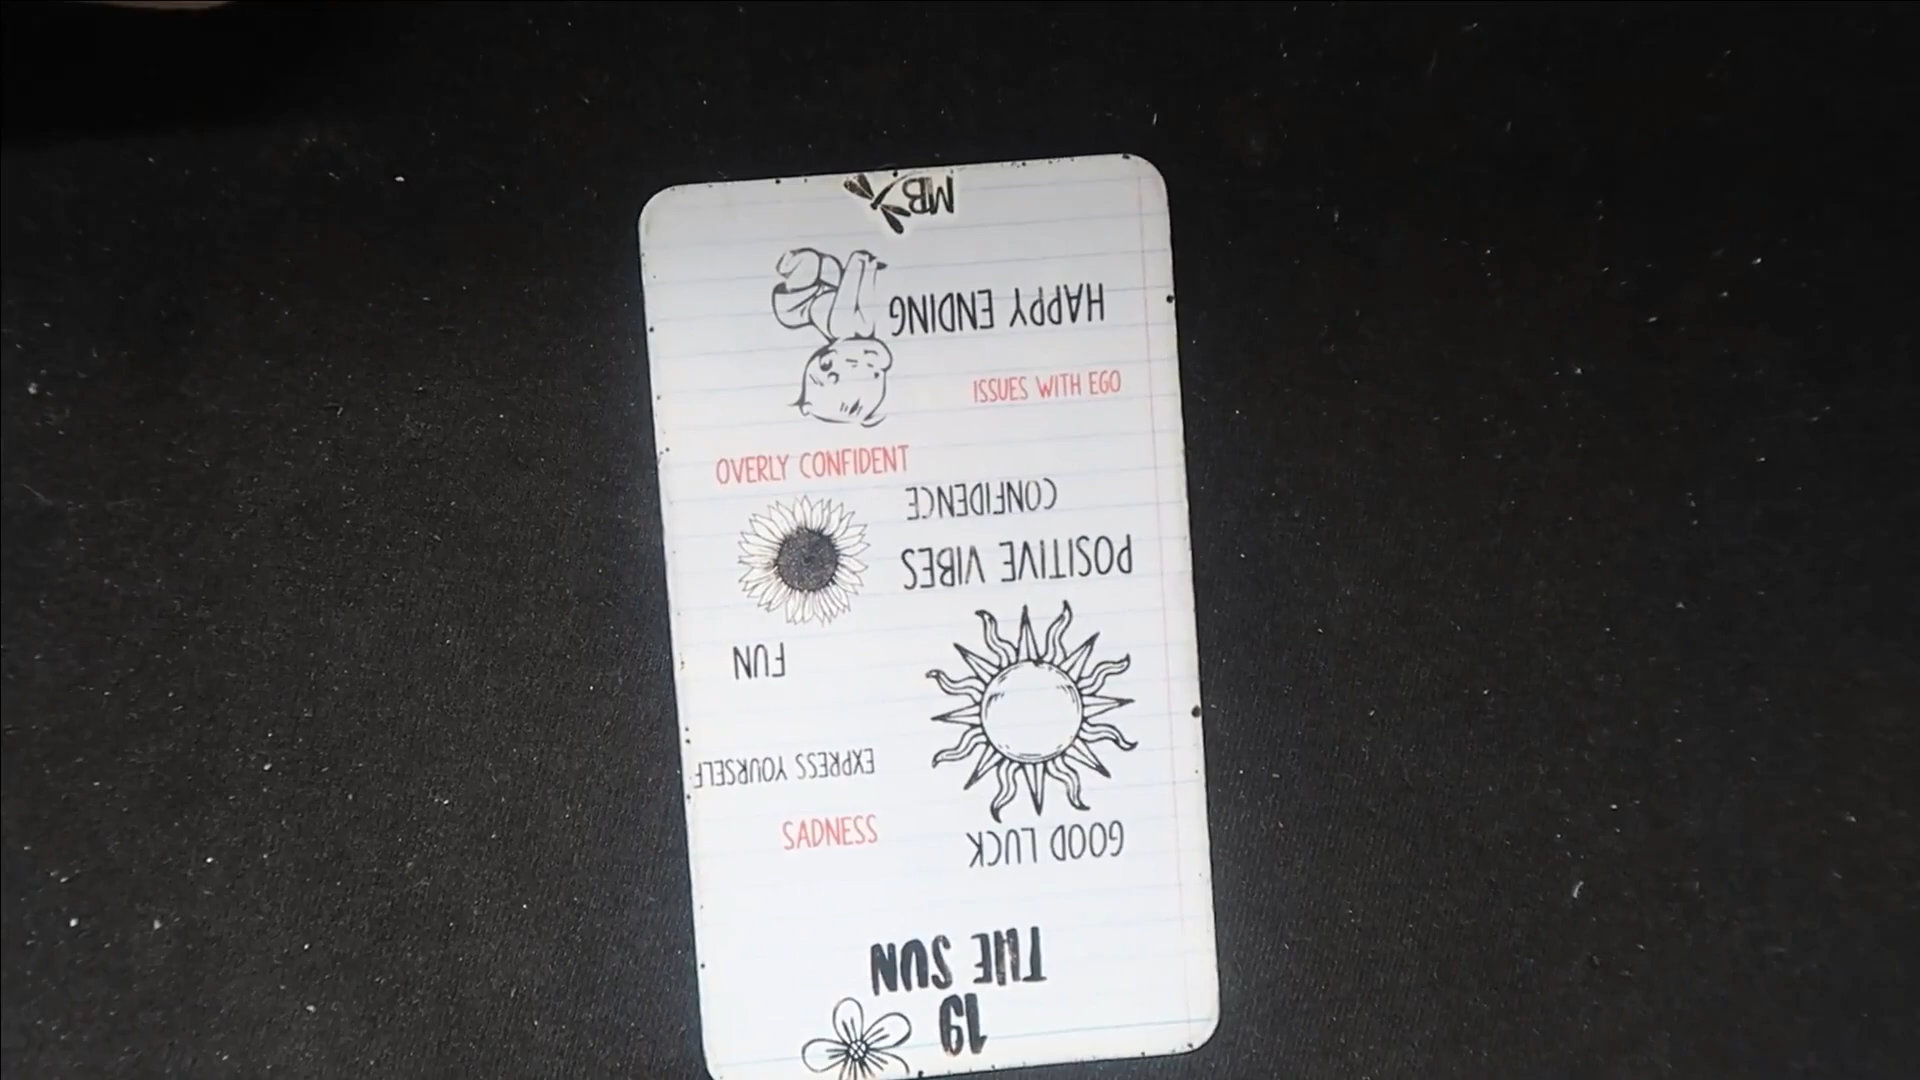 19
THE SUN
GOOD LUCK
SADNESS
EXPRESS YOURSELF
FUN
POSITIVE VIBES
CONFIDENCE
OVERLY CONFIDENT
ISSUES WITH EGO
HAPPY ENDING
MB